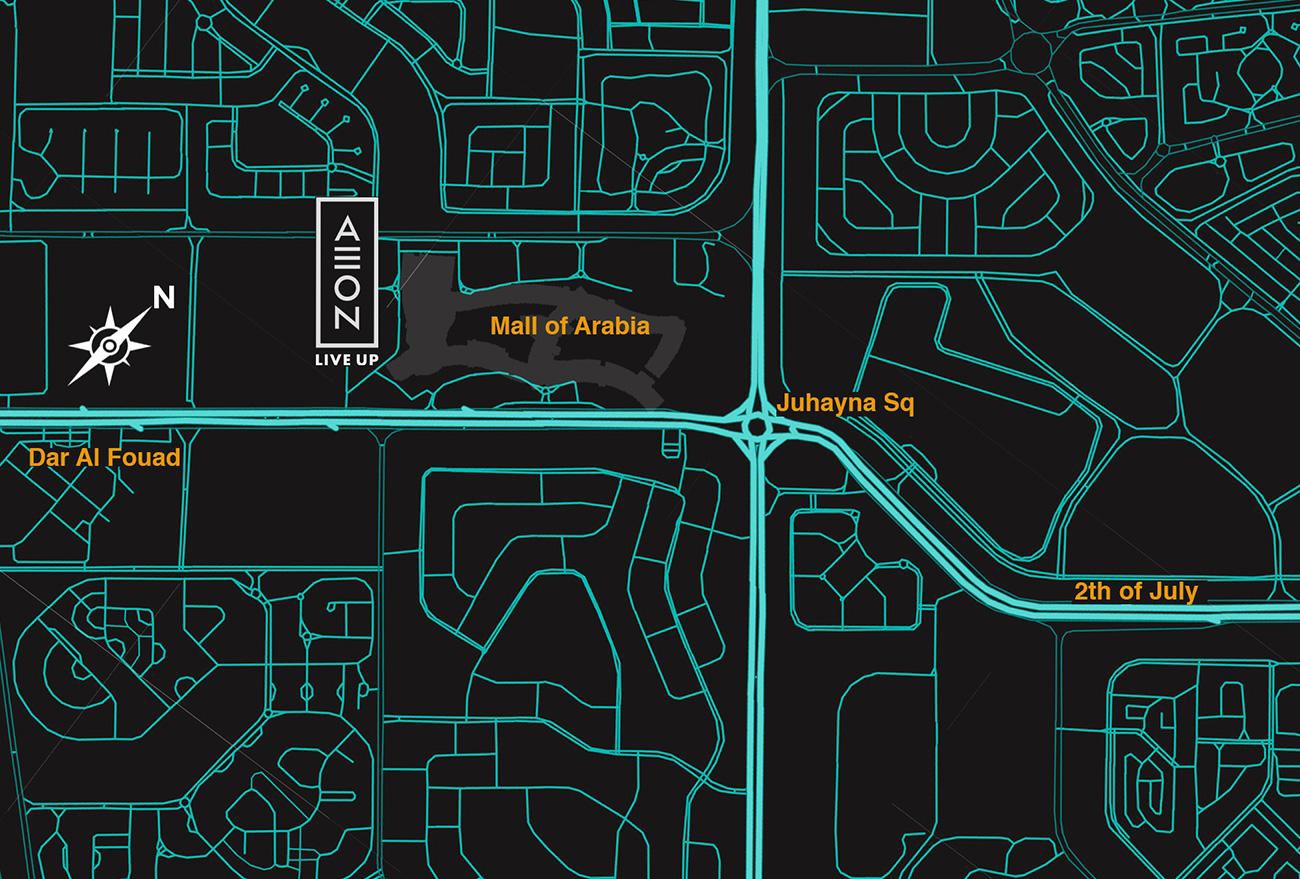 N
AEON
LIVE UP
Mall of Arabia
Juhayna Sq
Dar Al Fouad
2th of July